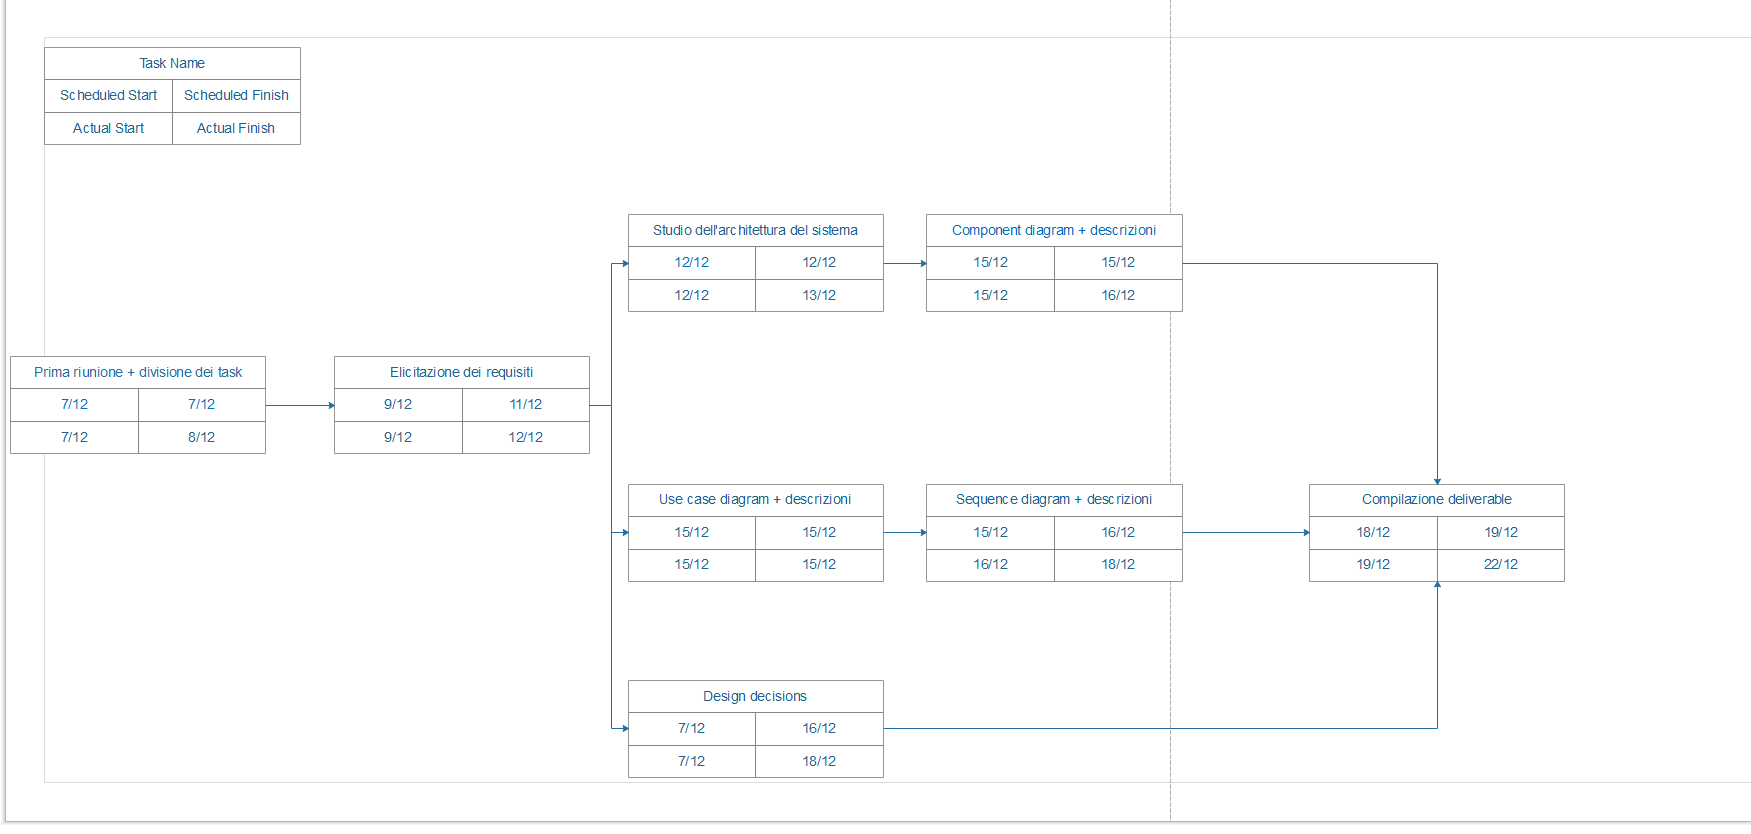 Task Name
Scheduled Start Scheduled Finish
Actual Start Actual Finish
Studio dell'architettura del sistema
12/12 12/12
12/12 13/12
Component diagram + descrizioni
15/12 15/12
15/12 16/12
Prima riunione + divisione dei task
7/12 7/12
7/12 8/12
Elicitazione dei requisiti
9/12 11/12
9/12 12/12
Use case diagram + descrizioni
15/12 15/12
15/12 15/12
Sequence diagram + descrizioni
15/12 16/12
16/12 18/12
Compilazione deliverable
18/12 19/12
19/12 22/12
Design decisions
7/12 16/12
7/12 18/12